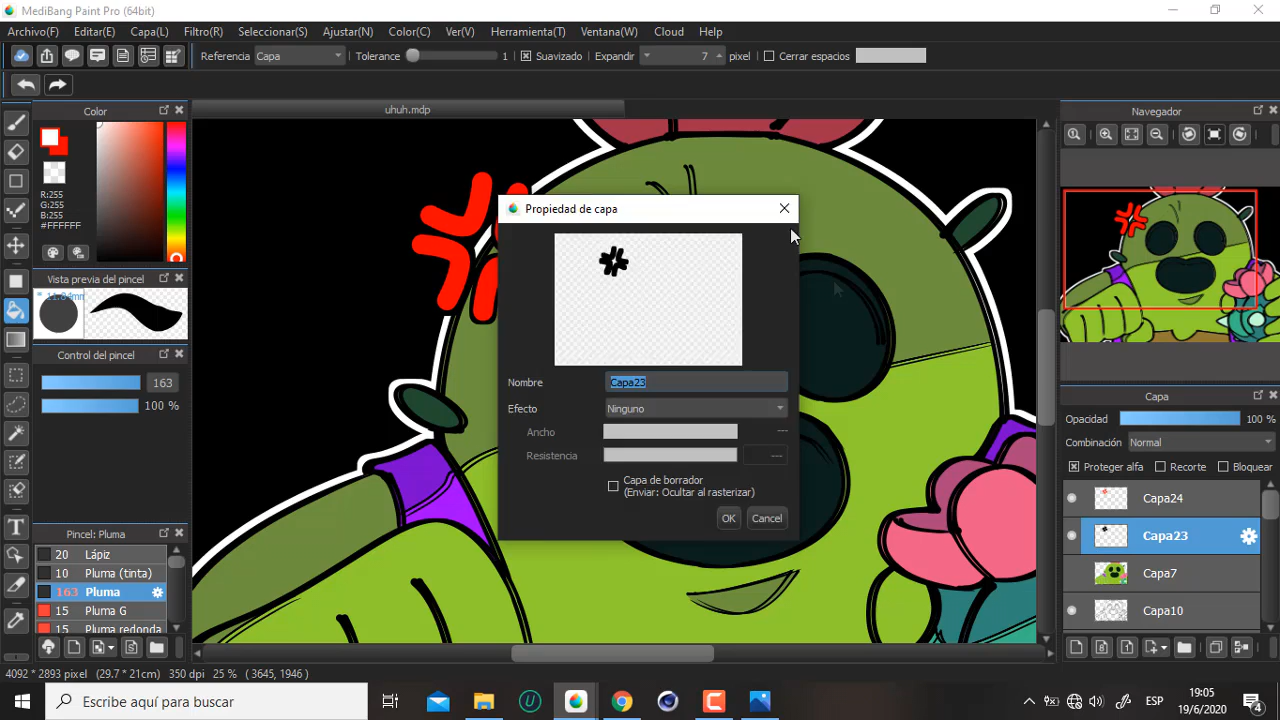 MediBang Paint Pro (64bit)
Archivo(F) Editar(E) Capa(L) Filtro(R) Seleccionar(S) Ajustar(N) Color(C) Ver(V) Herramienta(T) Ventana(W) Cloud Help
Referencia Capa Tolerance 1 Suavizado Expandir 7 pixel Cerrar espacios
uhuh.mdp
Color
R:255
G:255
B:255
#FFFFFF
Vista previa del pincel
11.84mm
Control del pincel
163
100 %
Pincel: Pluma
20 Lápiz
10 Pluma (tinta)
163 Pluma
15 Pluma G
15 Pluma redonda
Propiedad de capa
Nombre Capa23
Efecto Ninguno
Ancho ---
Resistencia ---
Capa de borrador
(Enviar: Ocultar al rasterizar)
OK Cancel
Navegador
Capa
Opacidad 100 %
Combinación Normal
Proteger alfa Recorte Bloquear
Capa24
Capa23
Capa7
Capa10
4092 * 2893 pixel (29.7 * 21cm) 350 dpi 25 % ( 3645, 1946 )
Escribe aquí para buscar
ESP
19:05
19/6/2020